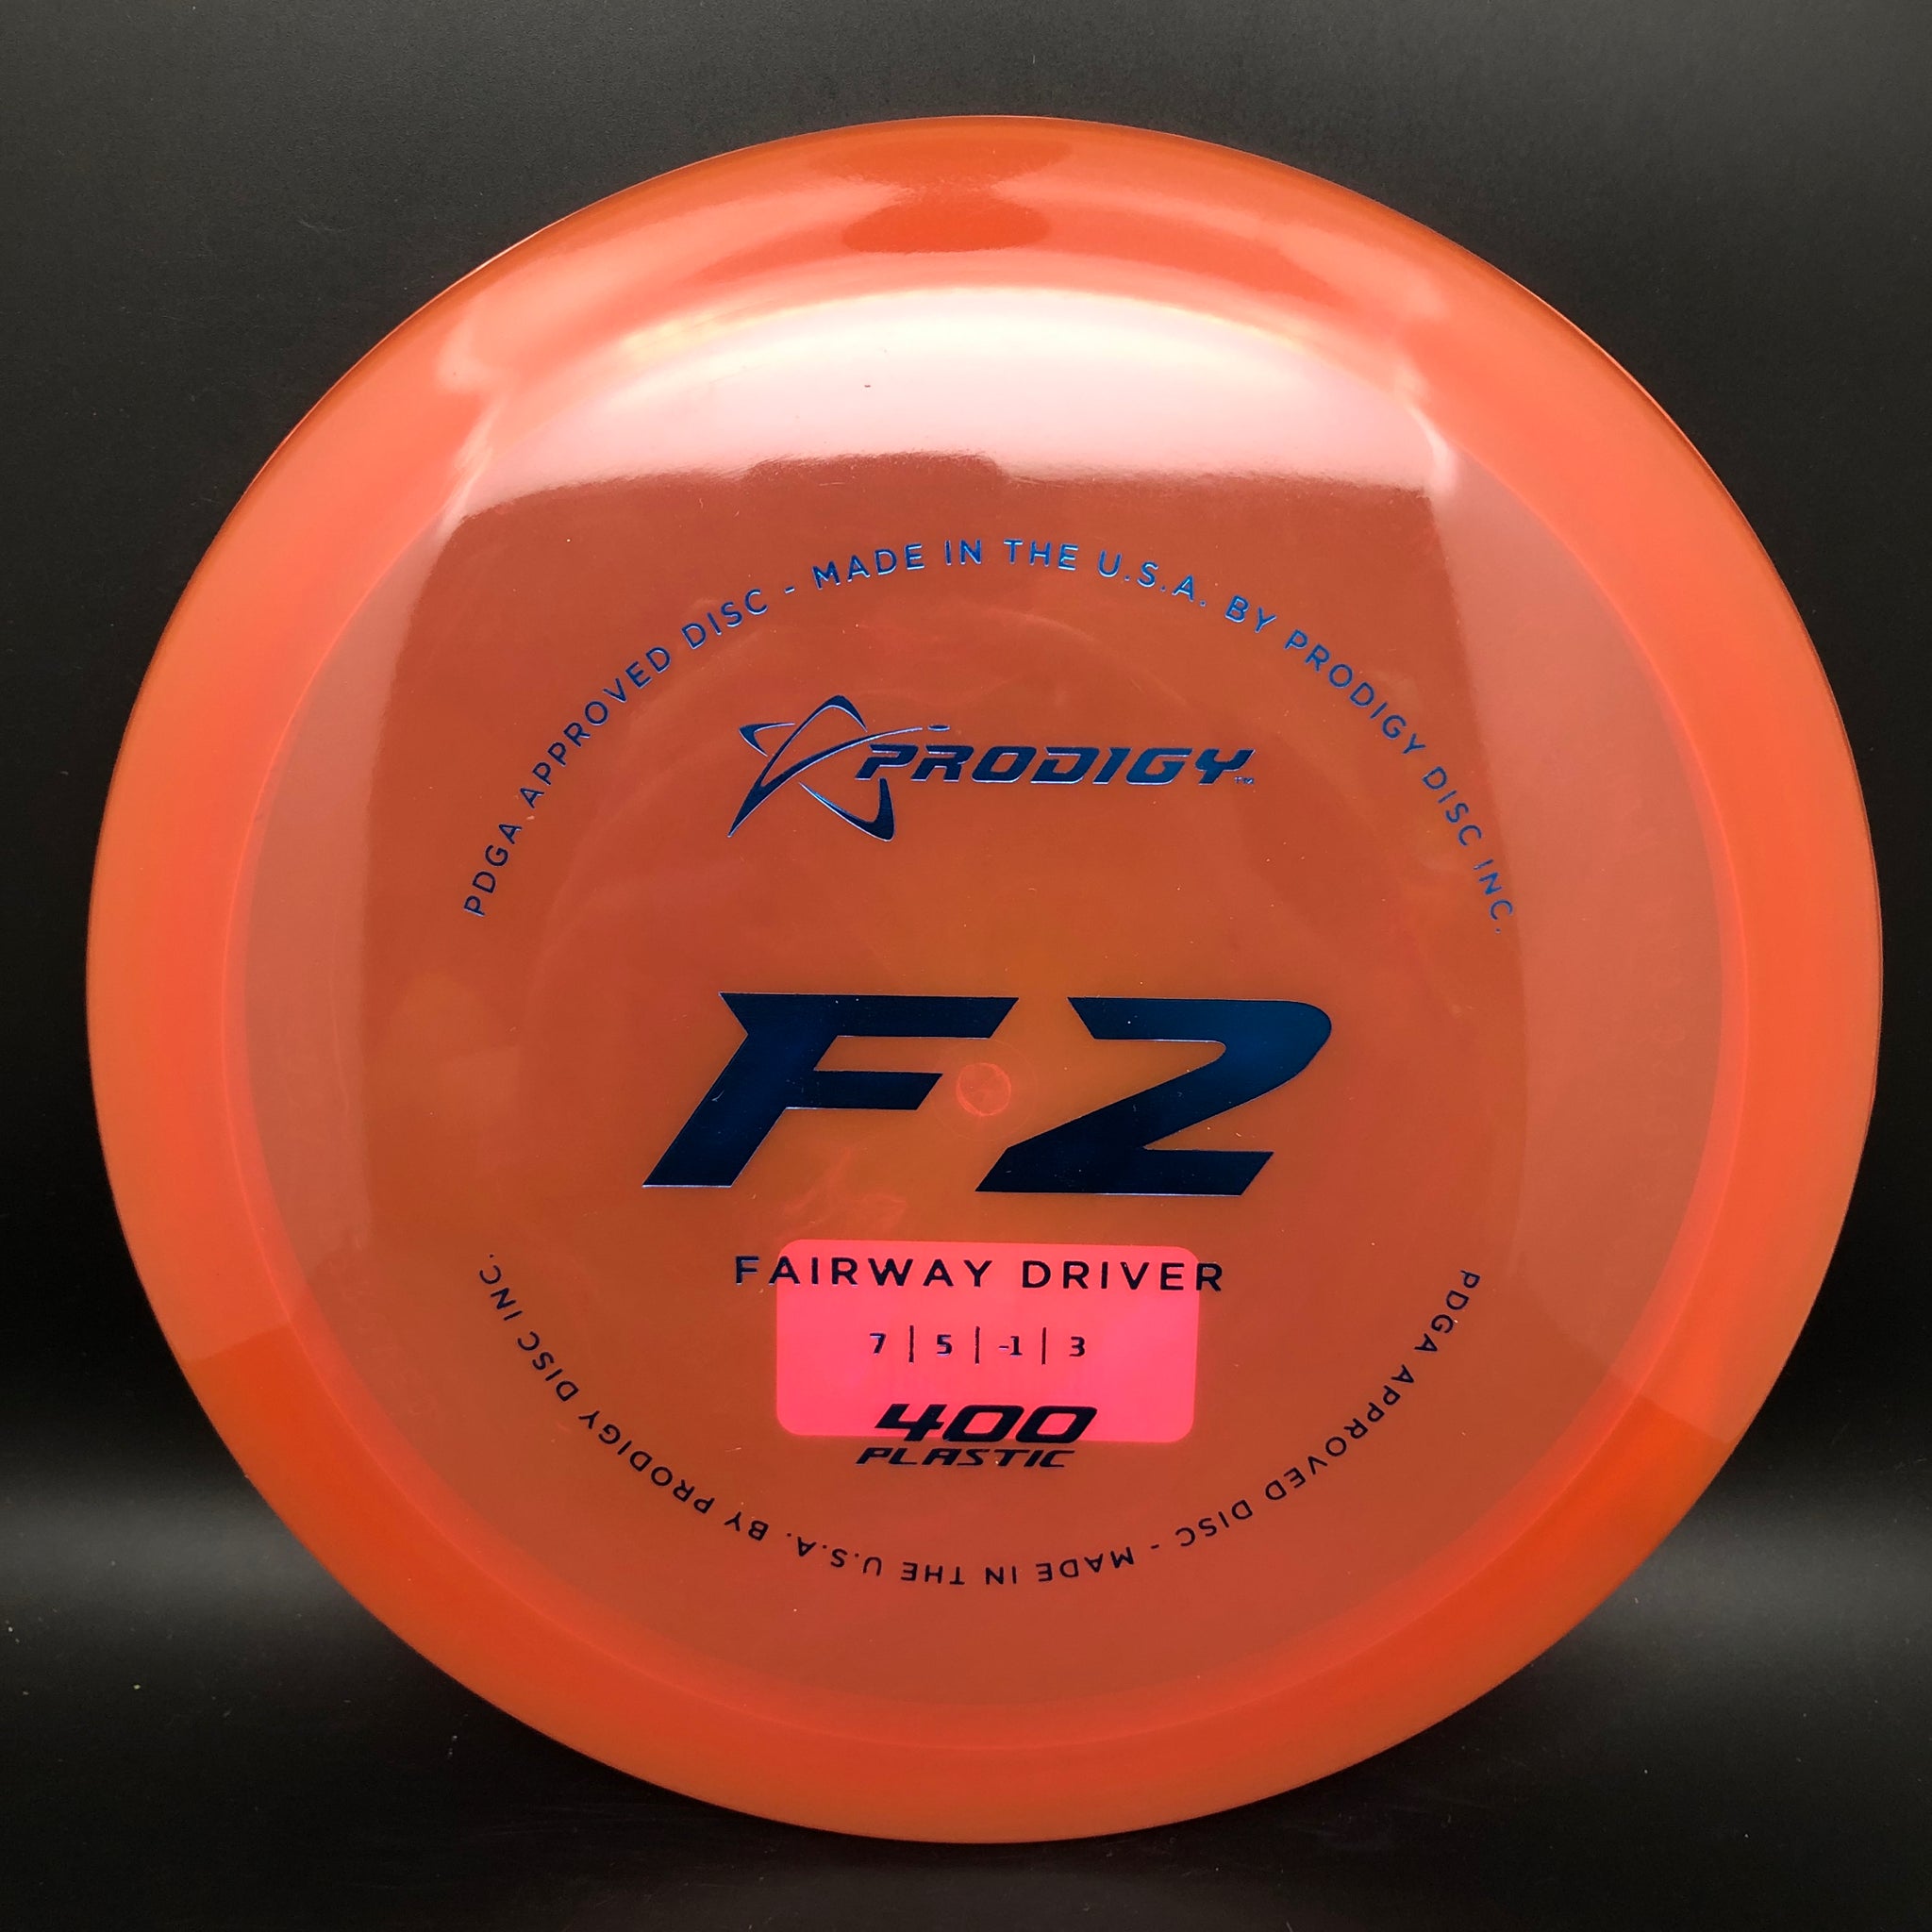 PDGA APPROVED DISC - MADE IN THE U.S.A. BY PRODIGY DISC INC.
PRODIGY™
F2
FAIRWAY DRIVER
7 | 5 | -1 | 3
400
PLASTIC
PDGA APPROVED DISC - MADE IN THE U.S.A. BY PRODIGY DISC INC.